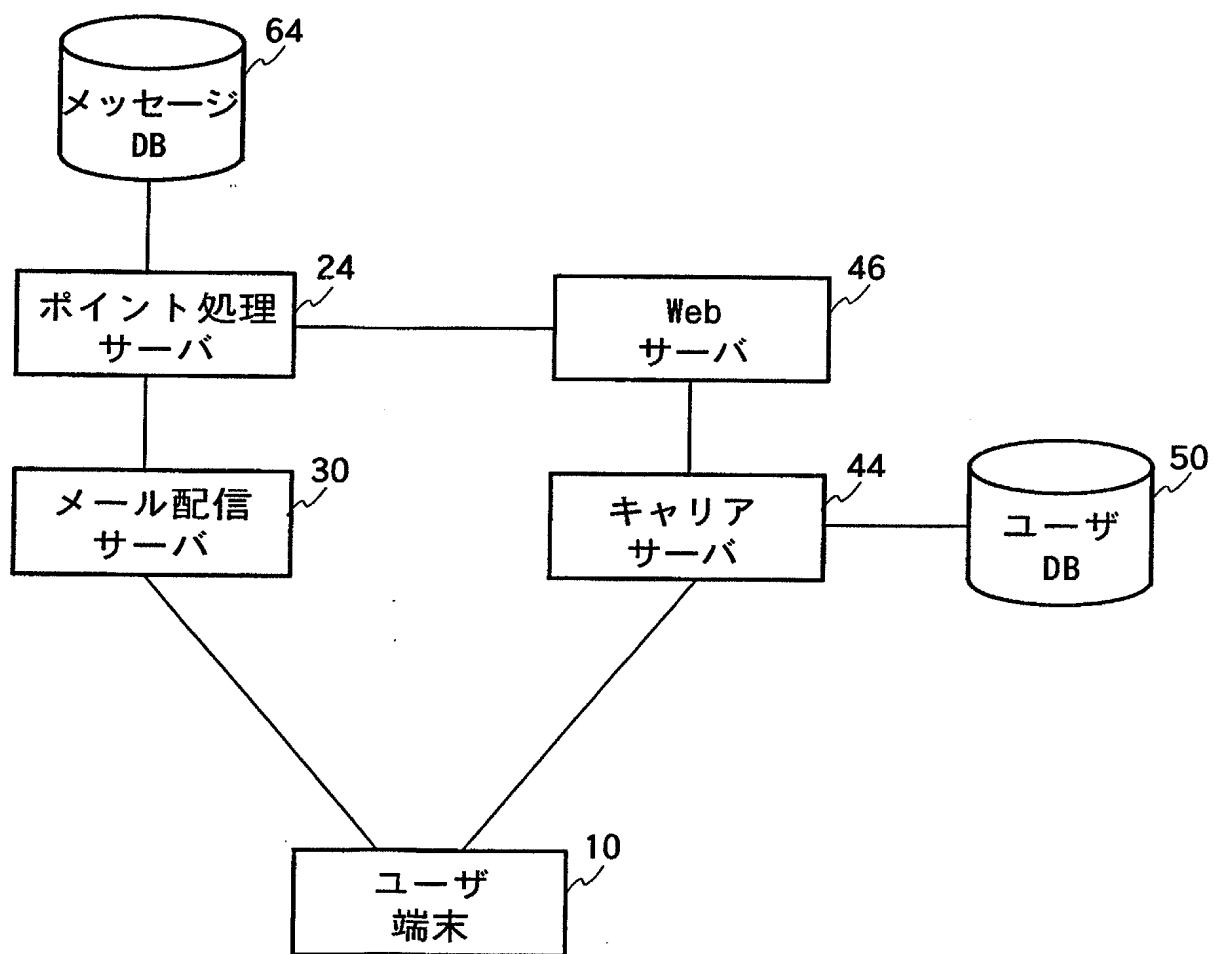 64
メッセージ
DB
24
ポイント処理
サーバ
46
Web
サーバ
30
メール配信
サーバ
44
キャリア
サーバ
50
ユーザ
DB
10
ユーザ
端末